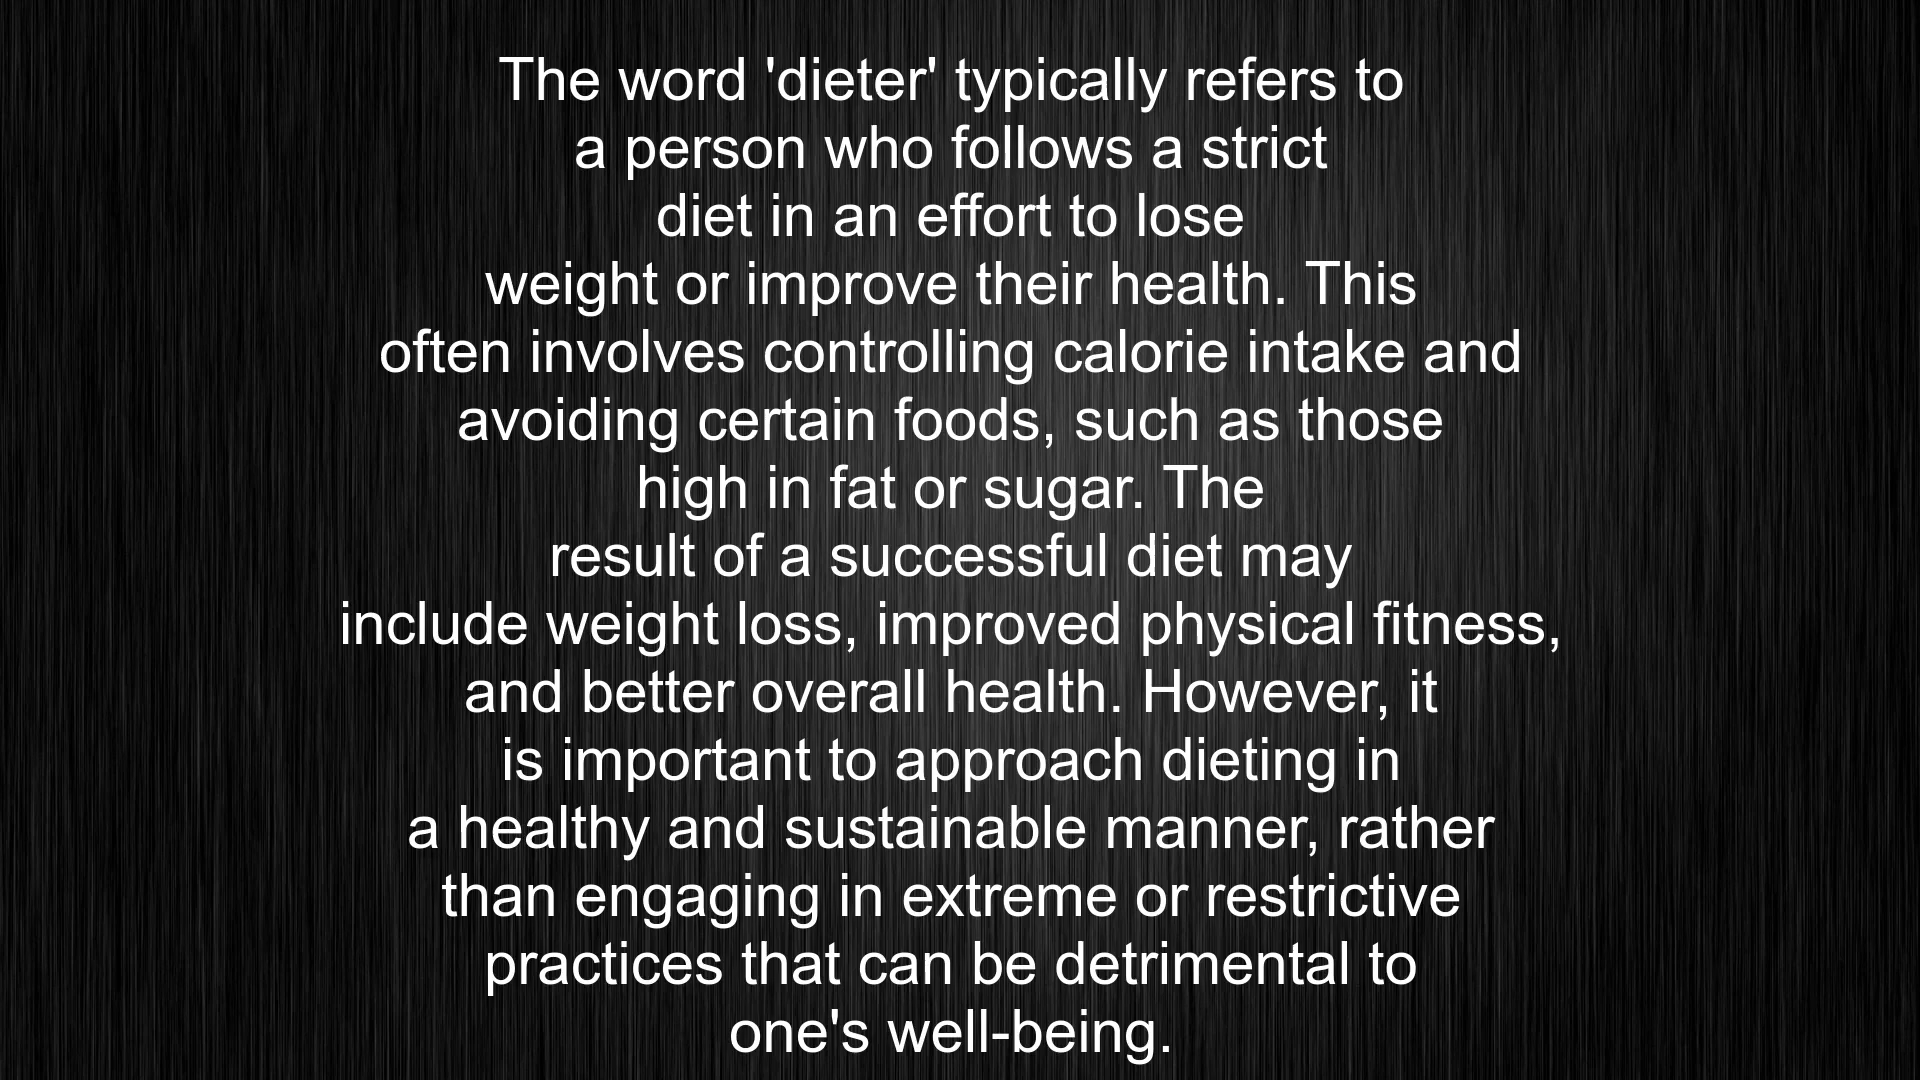 The word 'dieter' typically refers to
a person who follows a strict
diet in an effort to lose
weight or improve their health. This
often involves controlling calorie intake and
avoiding certain foods, such as those
high in fat or sugar. The
result of a successful diet may
include weight loss, improved physical fitness,
and better overall health. However, it
is important to approach dieting in
a healthy and sustainable manner, rather
than engaging in extreme or restrictive
practices that can be detrimental to
one's well-being.